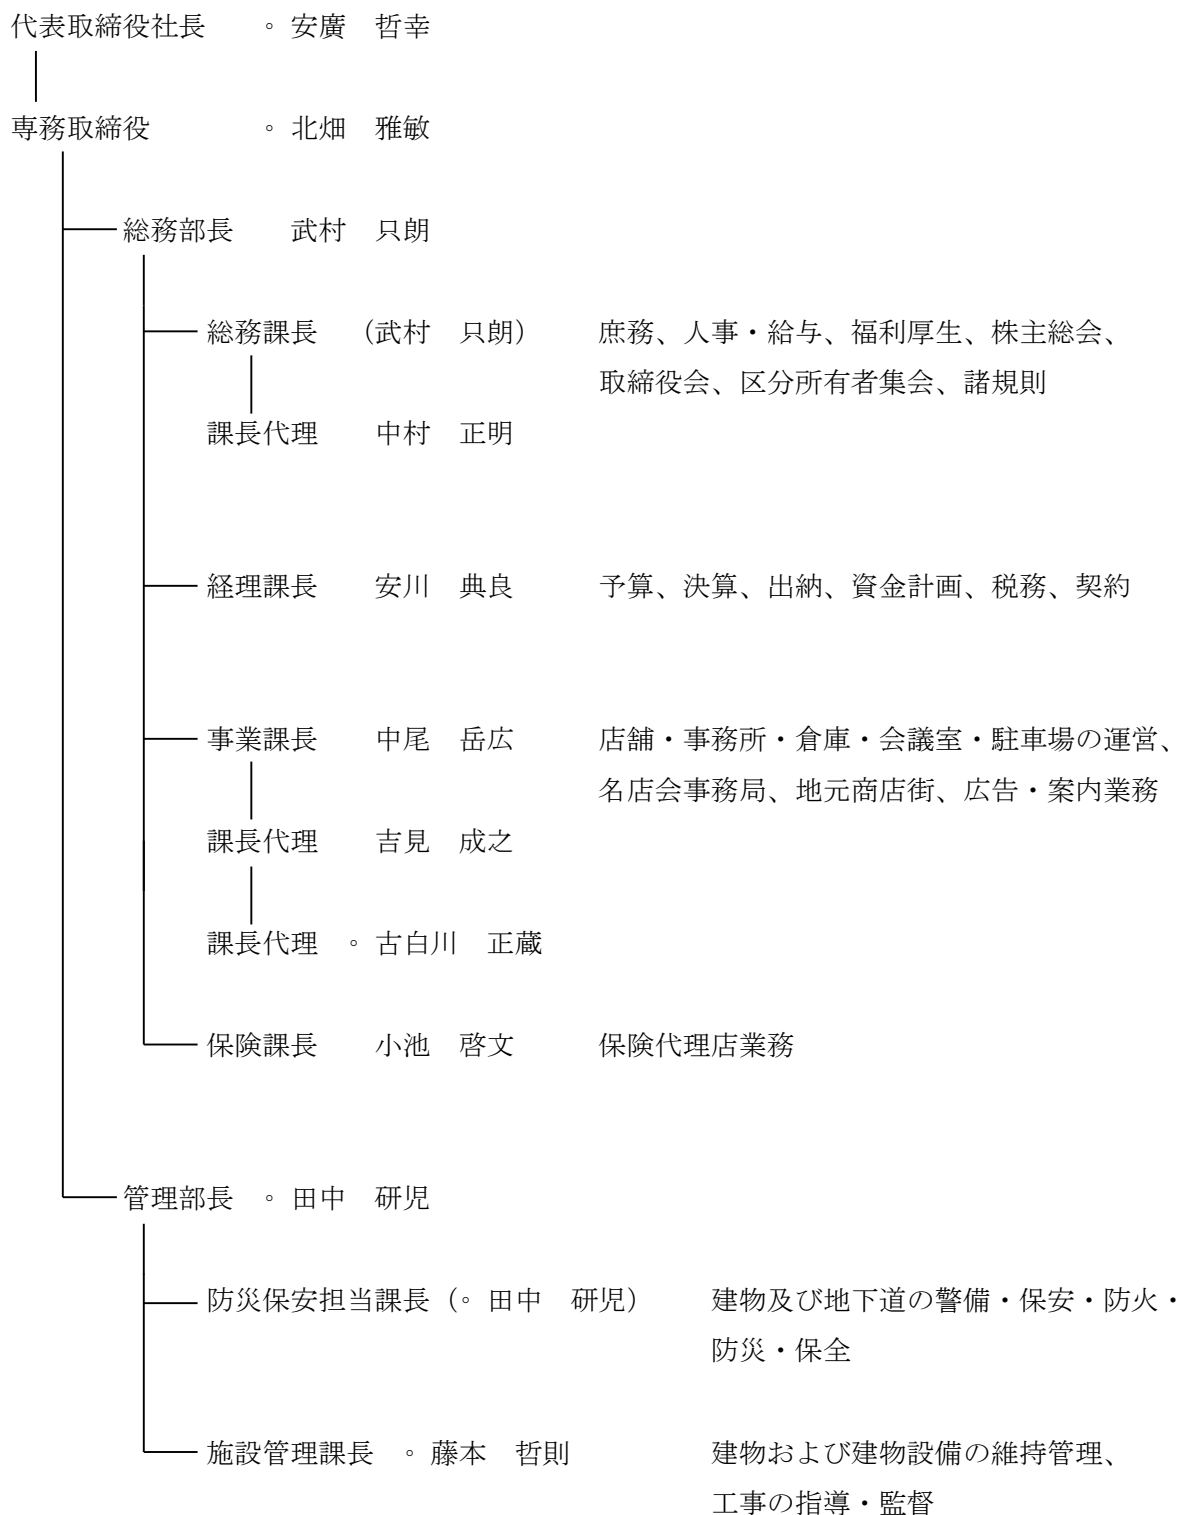 代表取締役社長　　。安廣　哲幸
専務取締役　　　　。北畑　雅敏
総務部長　　武村　只朗
総務課長　（武村　只朗）　　庶務、人事・給与、福利厚生、株主総会、
取締役会、区分所有者集会、諸規則
課長代理　　中村　正明
経理課長　　安川　典良　　　予算、決算、出納、資金計画、税務、契約
事業課長　　中尾　岳広　　　店舗・事務所・倉庫・会議室・駐車場の運営、
名店会事務局、地元商店街、広告・案内業務
課長代理　　吉見　成之
課長代理　。古白川　正蔵
保険課長　　小池　啓文　　　保険代理店業務
管理部長　。田中　研児
防災保安担当課長（。田中　研児）　　建物及び地下道の警備・保安・防火・
防災・保全
施設管理課長　。藤本　哲則　　　　　建物および建物設備の維持管理、
工事の指導・監督